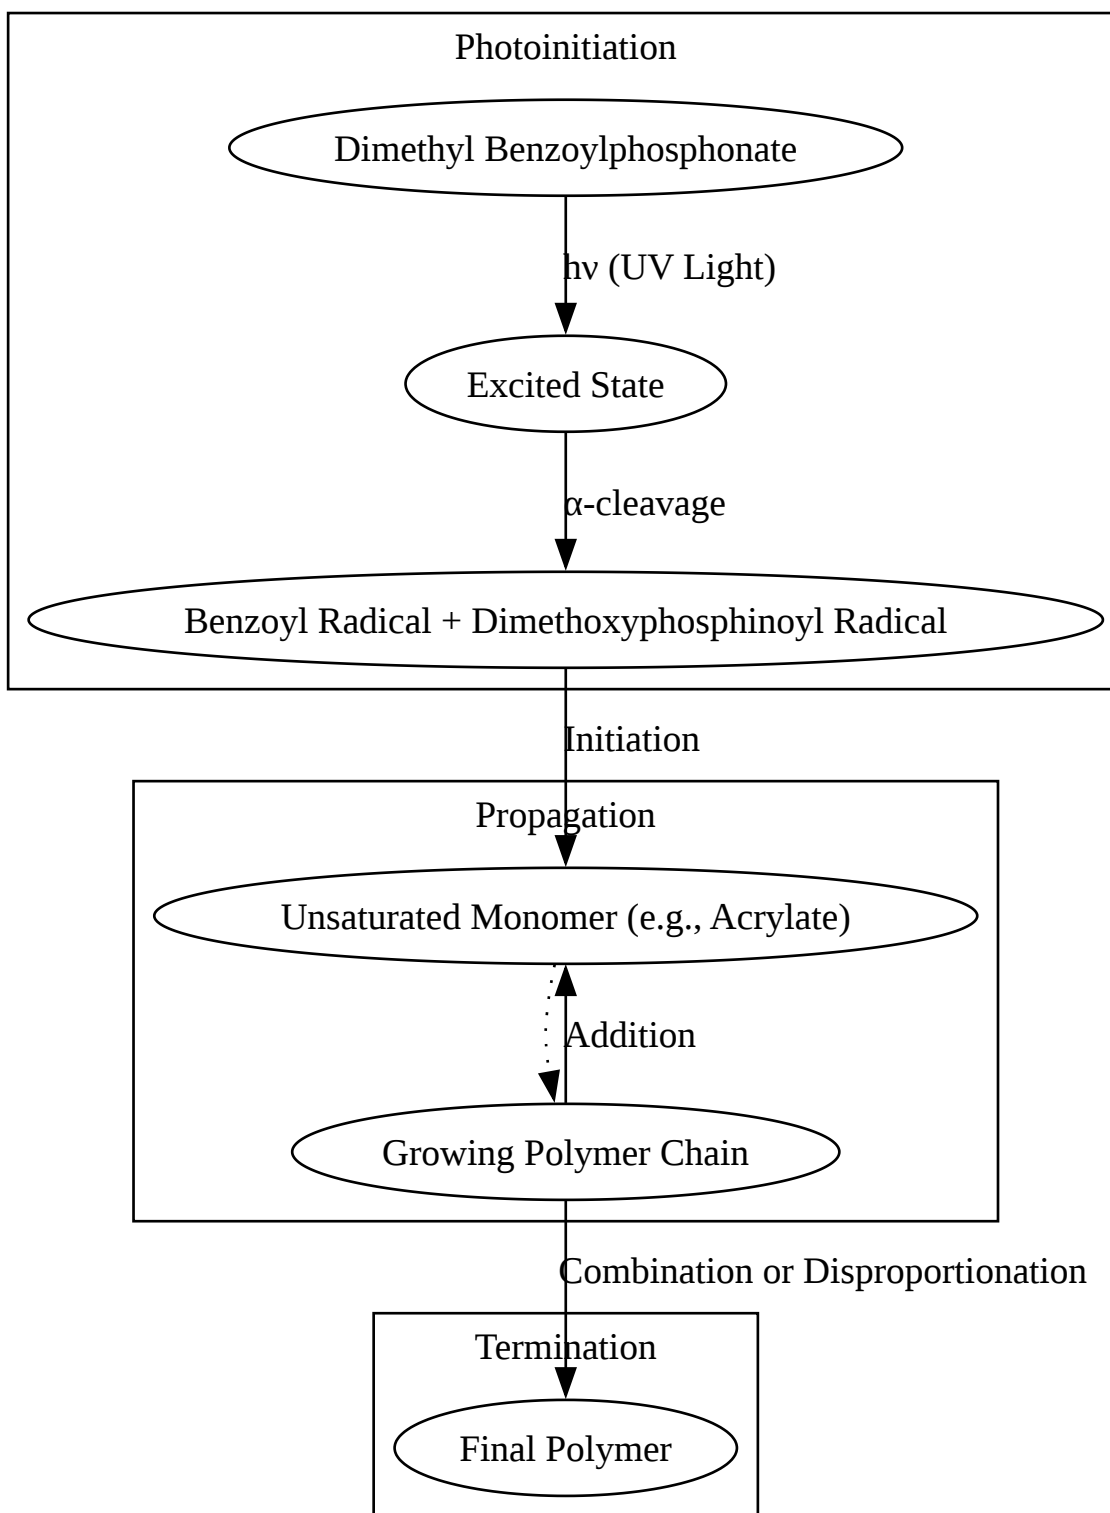 Photoinitiation
Dimethyl Benzoylphosphonate
hν (UV Light)
Excited State
α-cleavage
Benzoyl Radical + Dimethoxyphosphinoyl Radical
Initiation
Propagation
Unsaturated Monomer (e.g., Acrylate)
Addition
Growing Polymer Chain
Combination or Disproportionation
Termination
Final Polymer